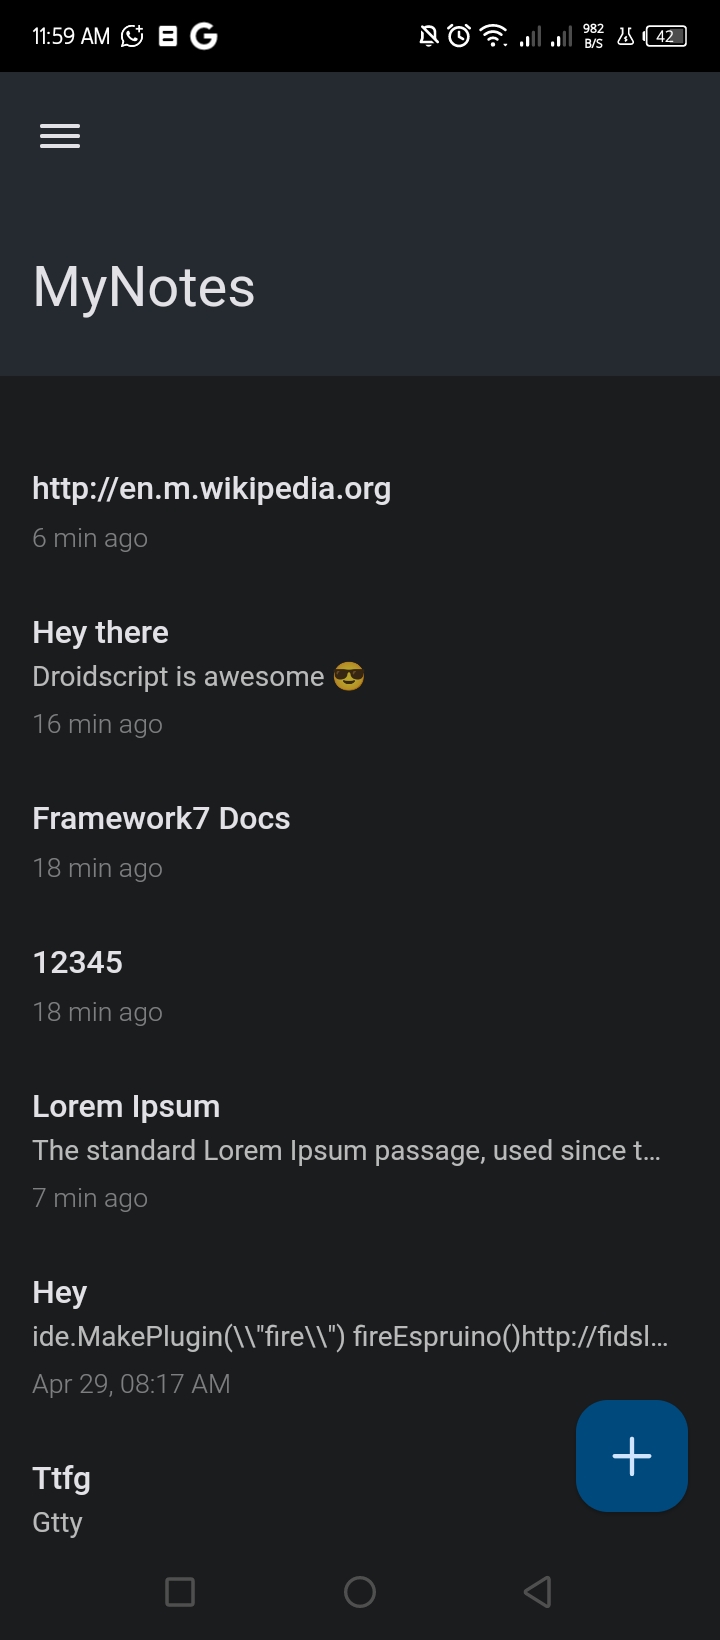 11:59 AM
982
B/S
42
MyNotes
http://en.m.wikipedia.org
6 min ago
Hey there
Droidscript is awesome 😎
16 min ago
Framework7 Docs
18 min ago
12345
18 min ago
Lorem Ipsum
The standard Lorem Ipsum passage, used since t...
7 min ago
Hey
ide.MakePlugin(\\"fire\\") fireEspruino()http://fidsl...
Apr 29, 08:17 AM
Ttfg
Gtty